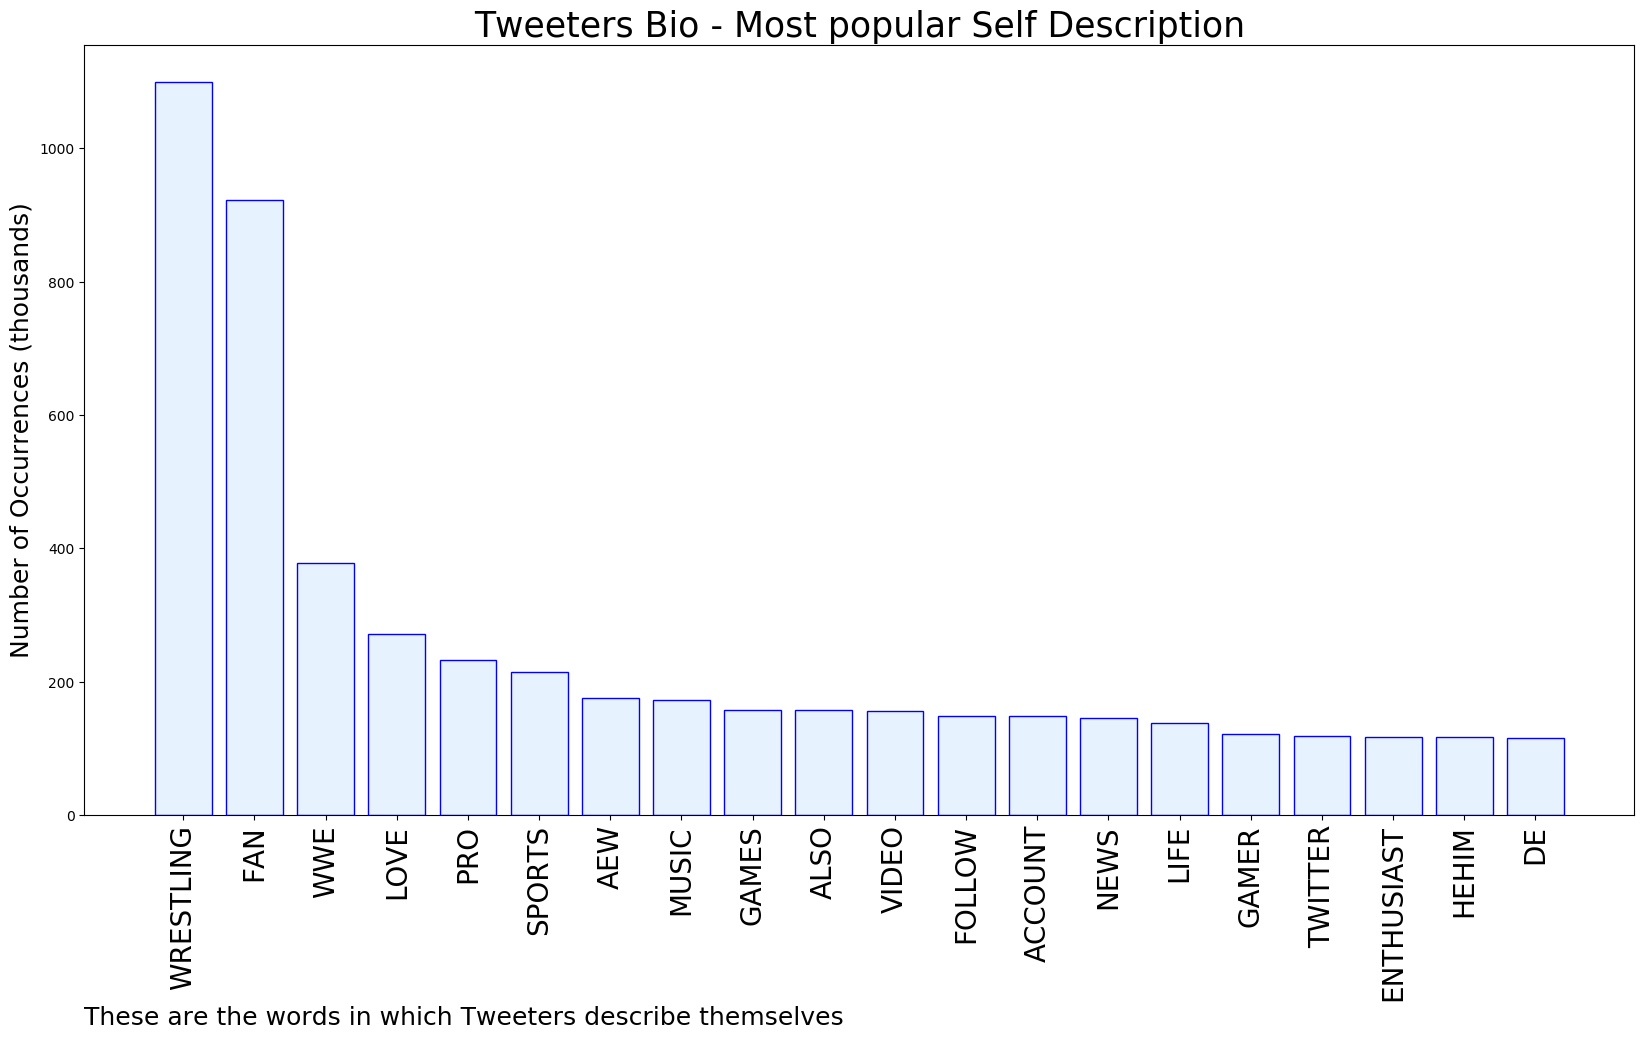 Tweeters Bio - Most popular Self Description
Number of Occurrences (thousands)
1000
800
600
400
200
0
WRESTLING
FAN
WWE
LOVE
PRO
SPORTS
AEW
MUSIC
GAMES
ALSO
VIDEO
FOLLOW
ACCOUNT
NEWS
LIFE
GAMER
TWITTER
ENTHUSIAST
HEHIM
DE
These are the words in which Tweeters describe themselves